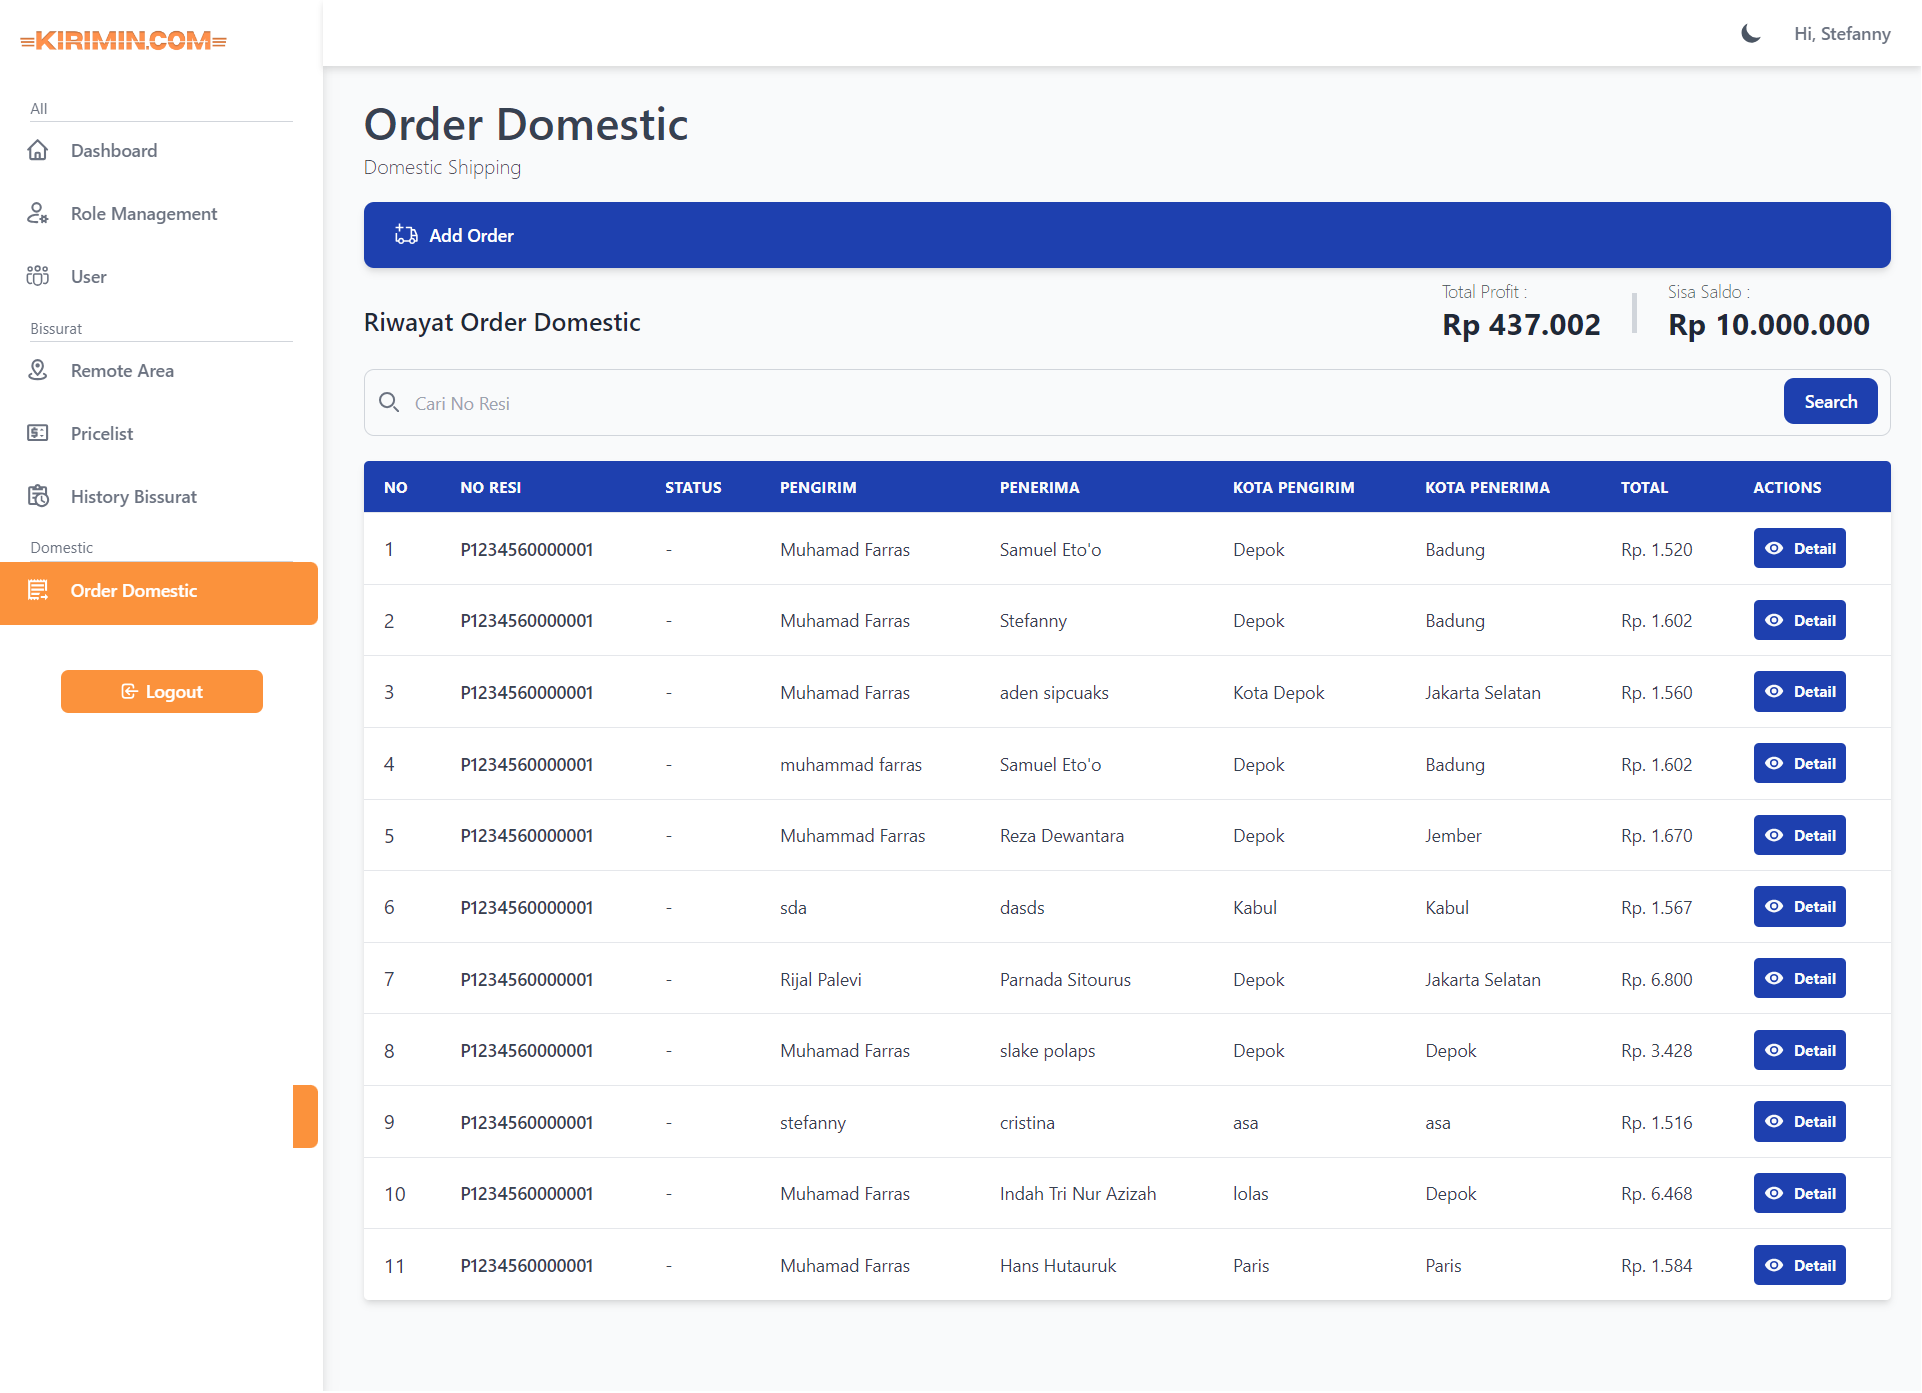 KIRIMIN.COM
Hi, Stefanny
All
Dashboard
Role Management
User
Bissurat
Remote Area
Pricelist
History Bissurat
Domestic
Order Domestic
Logout
Order Domestic
Domestic Shipping
Add Order
Riwayat Order Domestic
Total Profit :
Rp 437.002
Sisa Saldo :
Rp 10.000.000
Cari No Resi
Search
NO NO RESI STATUS PENGIRIM PENERIMA KOTA PENGIRIM KOTA PENERIMA TOTAL ACTIONS
1 P1234560000001 - Muhamad Farras Samuel Eto'o Depok Badung Rp. 1.520 Detail
2 P1234560000001 - Muhamad Farras Stefanny Depok Badung Rp. 1.602 Detail
3 P1234560000001 - Muhamad Farras aden sipcuaks Kota Depok Jakarta Selatan Rp. 1.560 Detail
4 P1234560000001 - muhammad farras Samuel Eto'o Depok Badung Rp. 1.602 Detail
5 P1234560000001 - Muhammad Farras Reza Dewantara Depok Jember Rp. 1.670 Detail
6 P1234560000001 - sda dasds Kabul Kabul Rp. 1.567 Detail
7 P1234560000001 - Rijal Palevi Parnada Sitourus Depok Jakarta Selatan Rp. 6.800 Detail
8 P1234560000001 - Muhamad Farras slake polaps Depok Depok Rp. 3.428 Detail
9 P1234560000001 - stefanny cristina asa asa Rp. 1.516 Detail
10 P1234560000001 - Muhamad Farras Indah Tri Nur Azizah lolas Depok Rp. 6.468 Detail
11 P1234560000001 - Muhamad Farras Hans Hutauruk Paris Paris Rp. 1.584 Detail